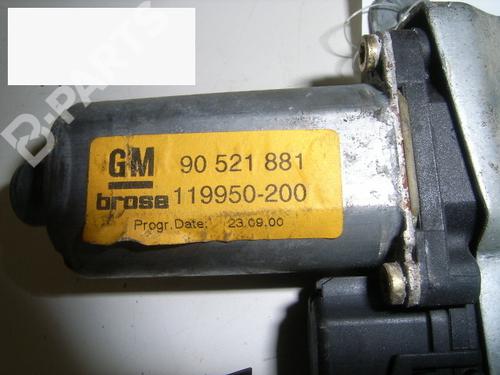 B-PARTS
GM 90 521 881
brose 119950-200
Progr.Date: 23.09.00